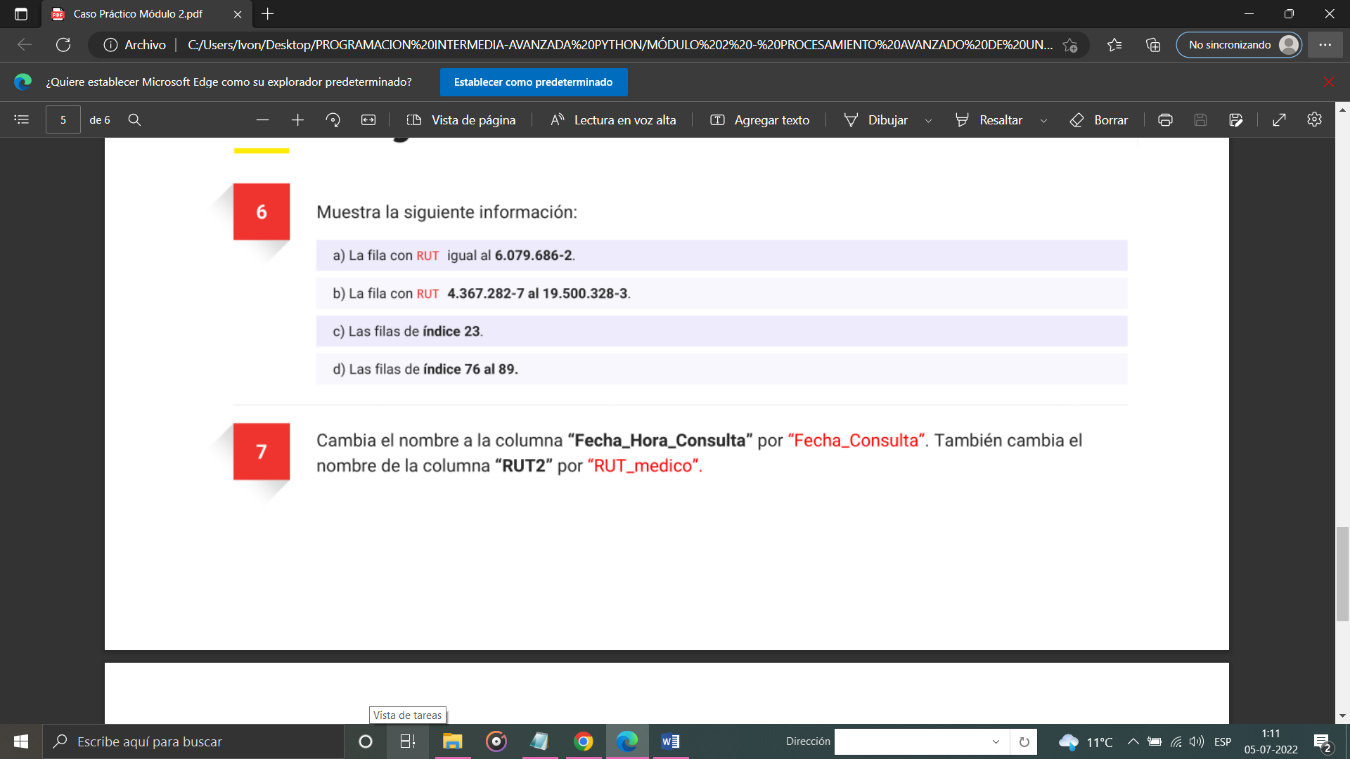 Caso Práctico Módulo 2.pdf
Archivo
C:/Users/Ivon/Desktop/PROGRAMACION%20INTERMEDIA-AVANZADA%20PYTHON/MÓDULO%202%20-%20PROCESAMIENTO%20AVANZADO%20DE%20UN...
No sincronizando
¿Quiere establecer Microsoft Edge como su explorador predeterminado?
Establecer como predeterminado
5 de 6
Vista de página
Lectura en voz alta
Agregar texto
Dibujar
Resaltar
Borrar
6
Muestra la siguiente información:
a) La fila con RUT igual al 6.079.686-2.
b) La fila con RUT 4.367.282-7 al 19.500.328-3.
c) Las filas de índice 23.
d) Las filas de índice 76 al 89.
7
Cambia el nombre a la columna “Fecha_Hora_Consulta” por “Fecha_Consulta”. También cambia el
nombre de la columna “RUT2” por “RUT_medico”.
Vista de tareas
Escribe aquí para buscar
Dirección
11°C
ESP
1:11
05-07-2022
2